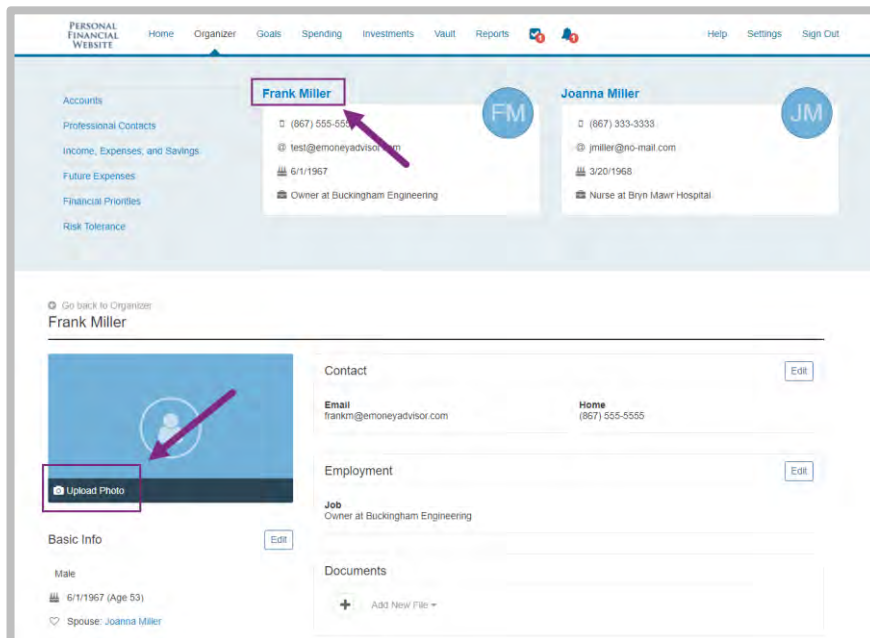 PERSONAL
FINANCIAL
WEBSITE
Home Organizer Goals Spending Investments Vault Reports Help Settings Sign Out
Accounts
Professional Contacts
Income, Expenses, and Savings
Future Expenses
Financial Priorities
Risk Tolerance
Frank Miller
FM
(867) 555-555
test@emoneyadvisor.com
6/1/1967
Owner at Buckingham Engineering
Joanna Miller
JM
(867) 333-3333
jmiller@no-mail.com
3/20/1968
Nurse at Bryn Mawr Hospital
Go back to Organizer
Frank Miller
Upload Photo
Basic Info Edit
Male
6/1/1967 (Age 53)
Spouse: Joanna Miller
Contact Edit
Email Home
frankm@emoneyadvisor.com (867) 555-5555
Employment Edit
Job
Owner at Buckingham Engineering
Documents
Add New File